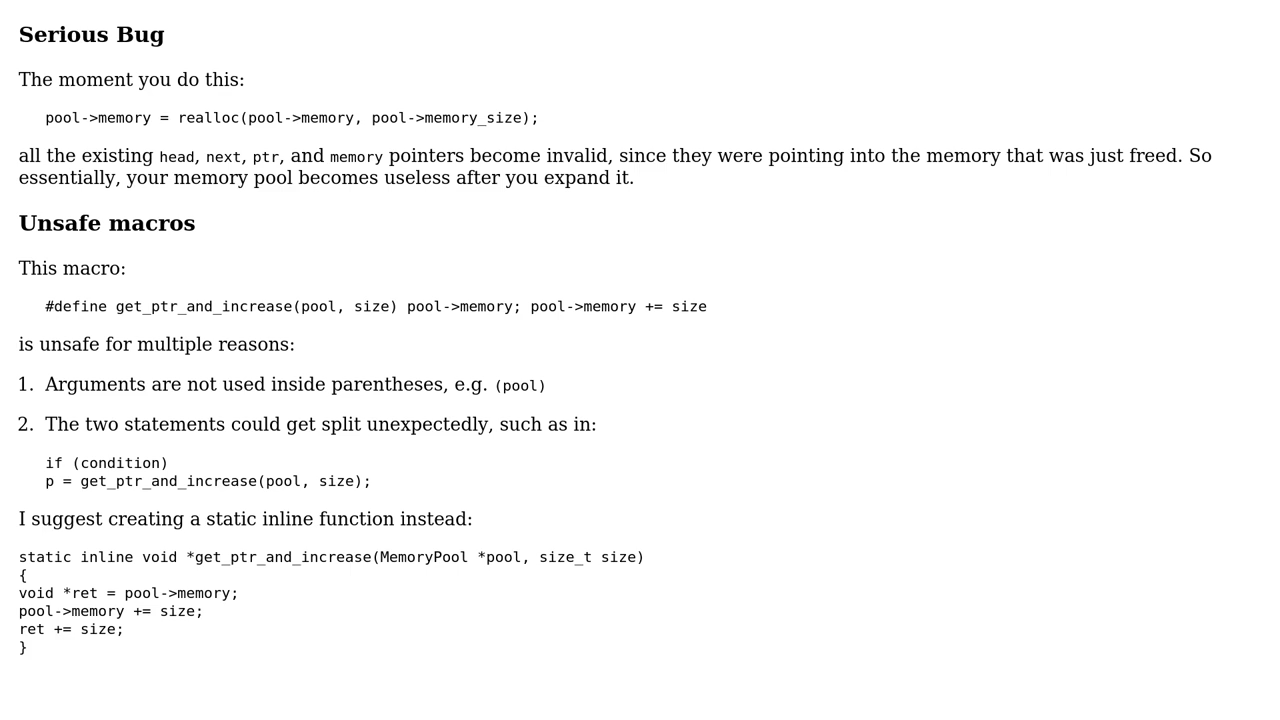 Serious Bug
The moment you do this:
pool->memory = realloc(pool->memory, pool->memory_size);
all the existing head, next, ptr, and memory pointers become invalid, since they were pointing into the memory that was just freed. So
essentially, your memory pool becomes useless after you expand it.
Unsafe macros
This macro:
#define get_ptr_and_increase(pool, size) pool->memory; pool->memory += size
is unsafe for multiple reasons:
1. Arguments are not used inside parentheses, e.g. (pool)
2. The two statements could get split unexpectedly, such as in:
if (condition)
p = get_ptr_and_increase(pool, size);
I suggest creating a static inline function instead:
static inline void *get_ptr_and_increase(MemoryPool *pool, size_t size)
{
void *ret = pool->memory;
pool->memory += size;
ret += size;
}